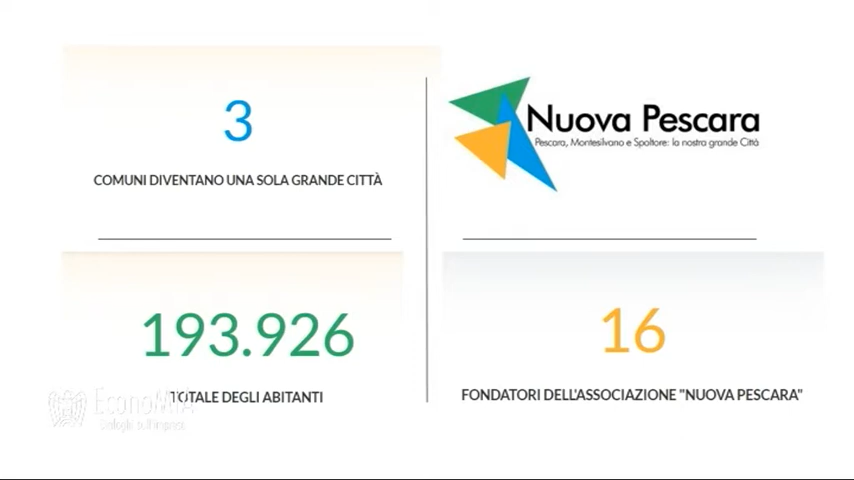 3
COMUNI DIVENTANO UNA SOLA GRANDE CITTÀ
Nuova Pescara
Pescara, Montesilvano e Spoltore: la nostra grande Città
193.926
TOTALE DEGLI ABITANTI
16
FONDATORI DELL'ASSOCIAZIONE "NUOVA PESCARA"
EconoMIA